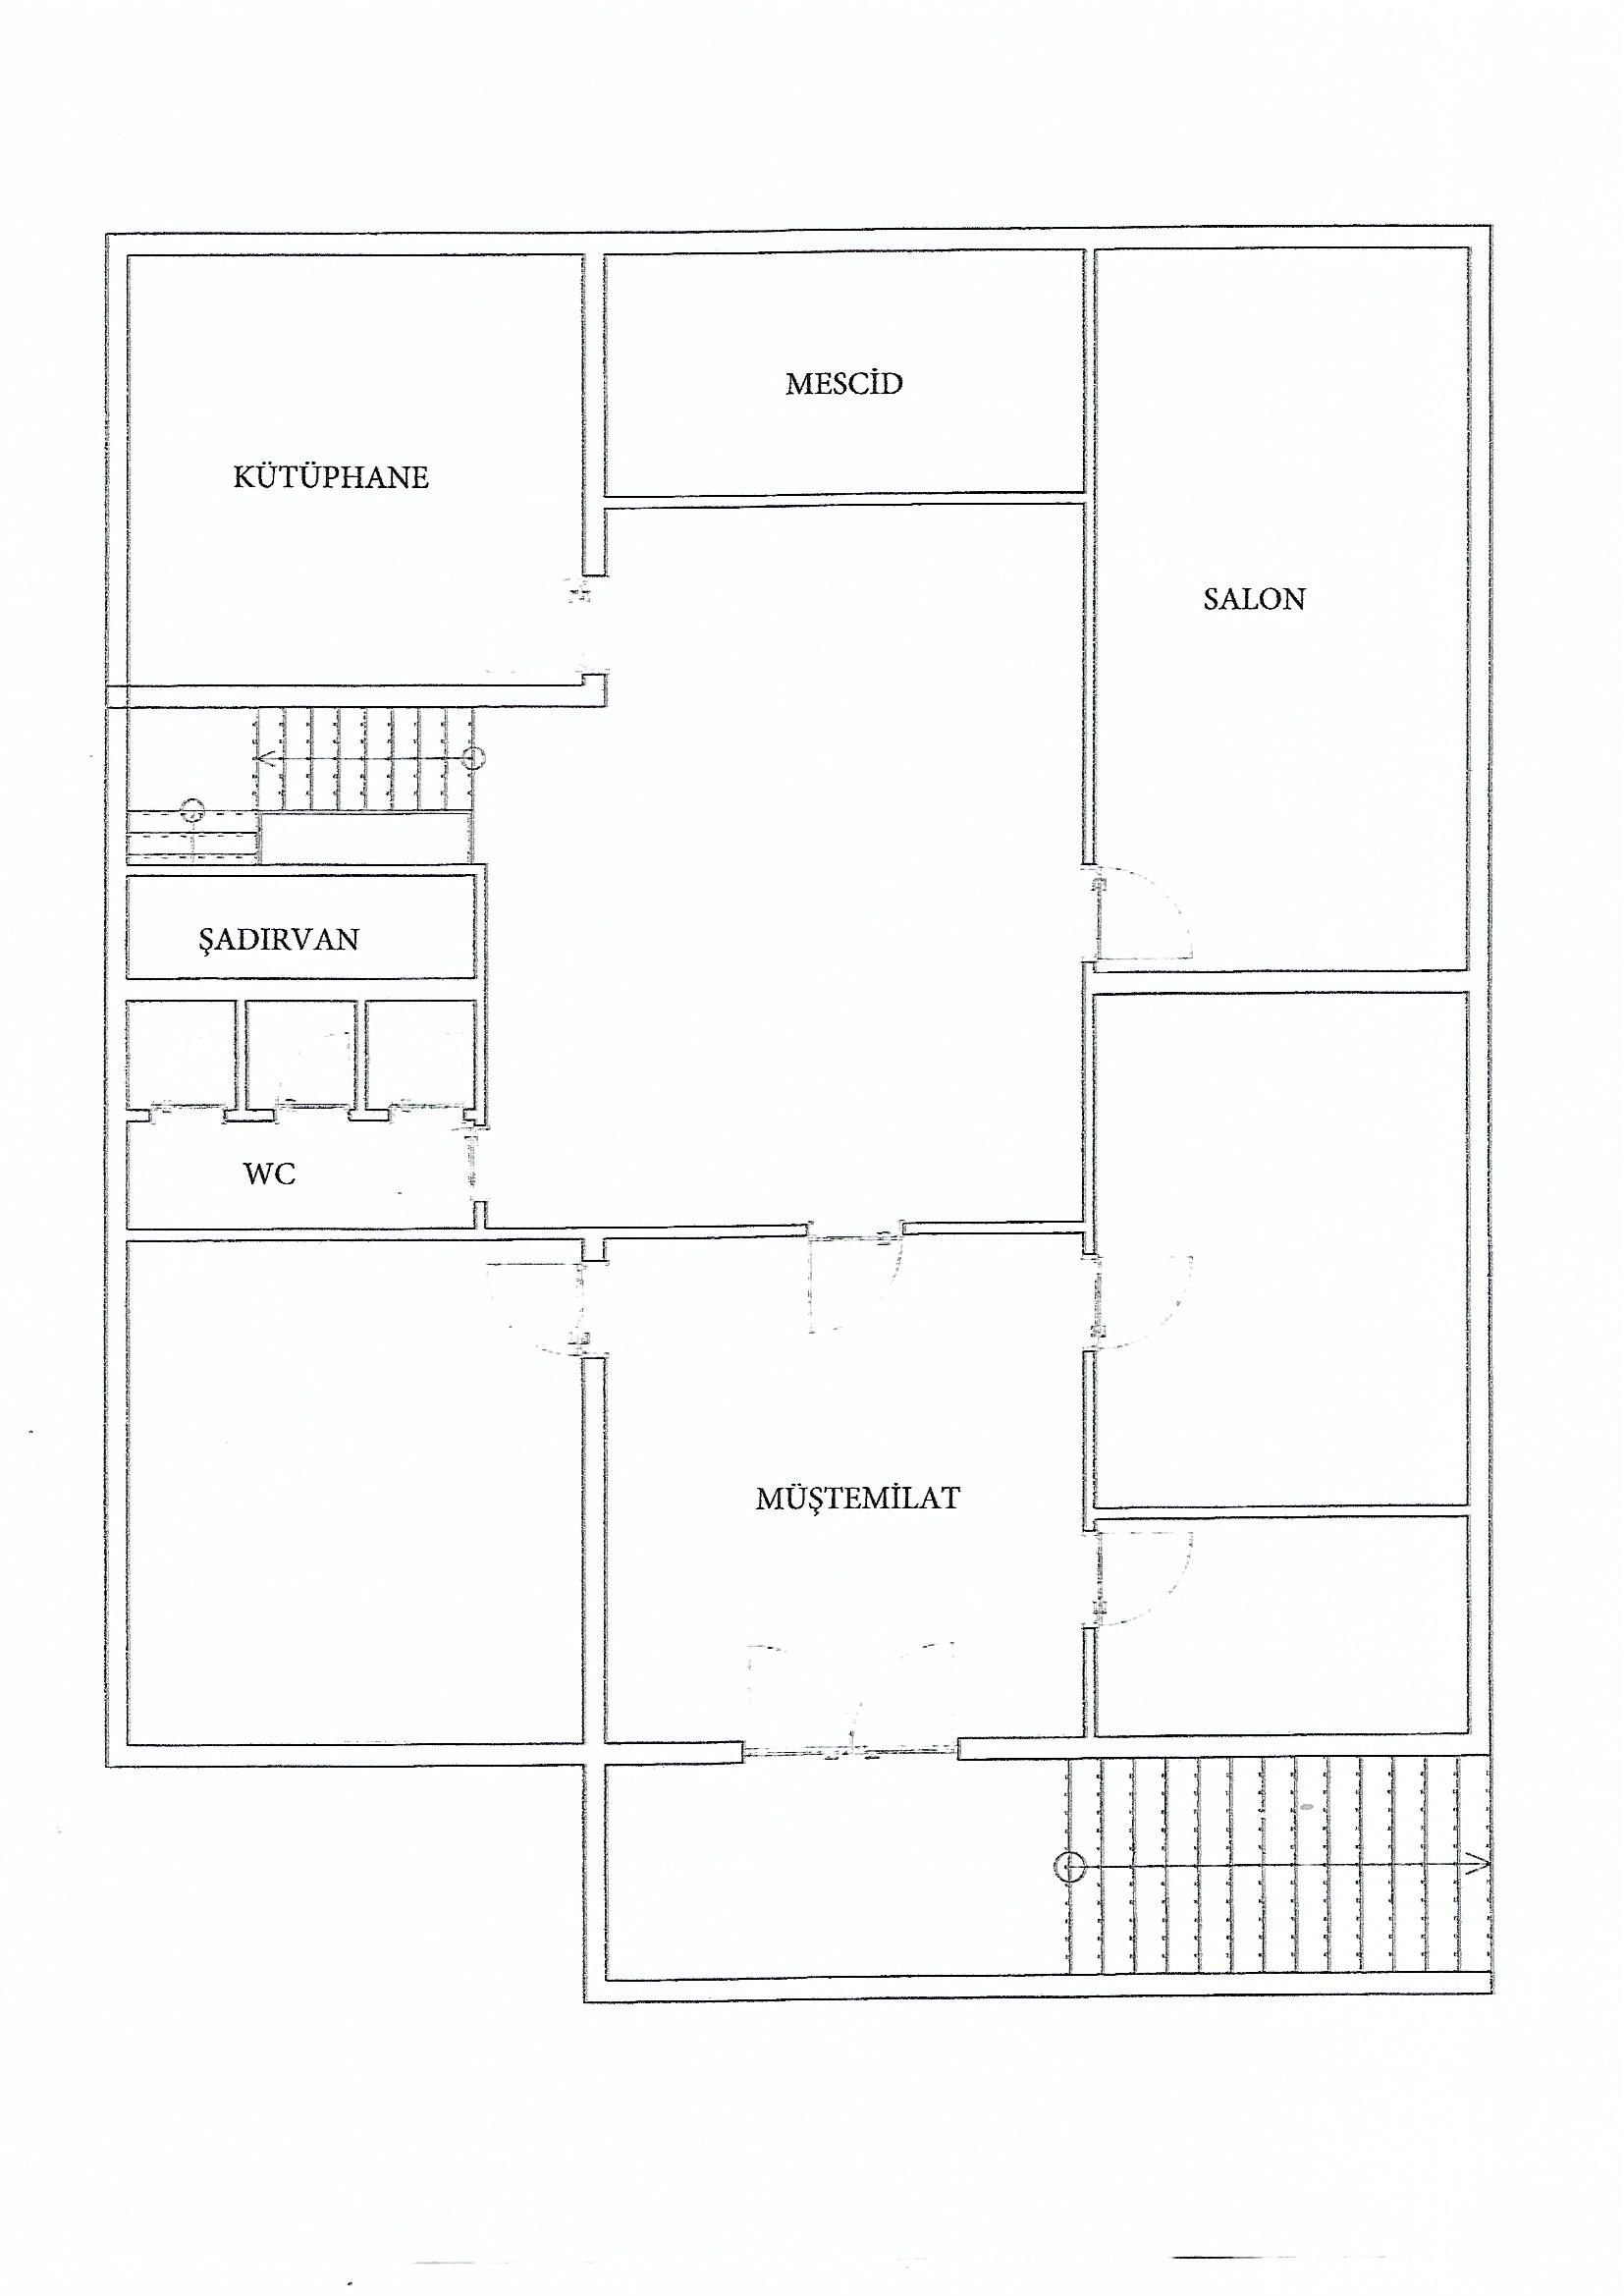 MESCİD
KÜTÜPHANE
SALON
ŞADIRVAN
WC
MÜŞTEMİLAT